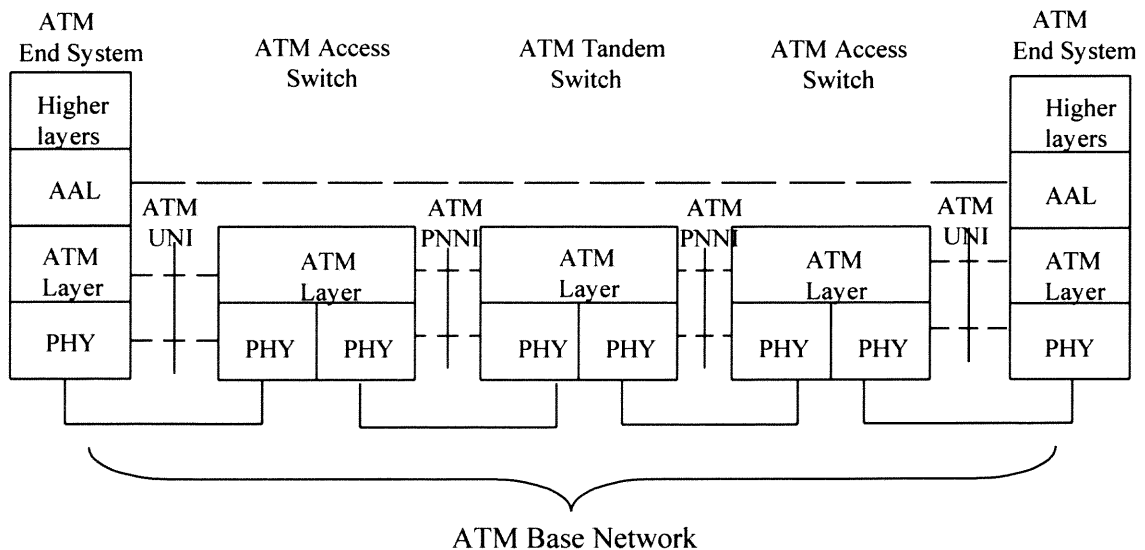 ATM
End System
ATM Access
Switch
ATM Tandem
Switch
ATM Access
Switch
ATM
End System
Higher
layers
AAL
ATM
Layer
PHY
ATM
UNI
ATM
Layer
PHY
PHY
ATM
PNNI
ATM
Layer
PHY
PHY
ATM
PNNI
ATM
Layer
PHY
PHY
ATM
UNI
Higher
layers
AAL
ATM
Layer
PHY
ATM Base Network